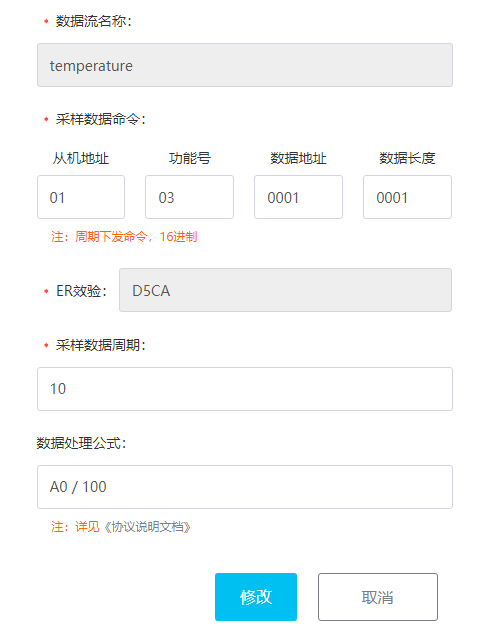 * 数据流名称：
temperature
* 采样数据命令：
从机地址 功能号 数据地址 数据长度
01 03 0001 0001
注：周期下发命令，16进制
* ER效验： D5CA
* 采样数据周期：
10
数据处理公式：
A0 / 100
注：详见《协议说明文档》
修改 取消